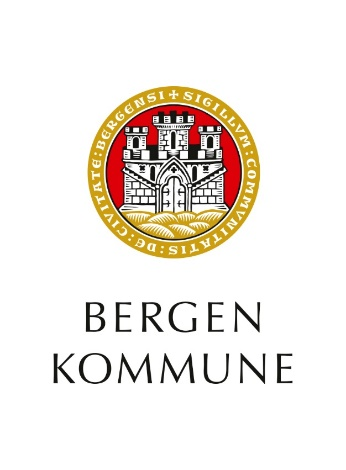 ✝ SIGILLVM : COMMVNITATIS : DE : CIVITATE : BERGENSI
BERGEN
KOMMUNE